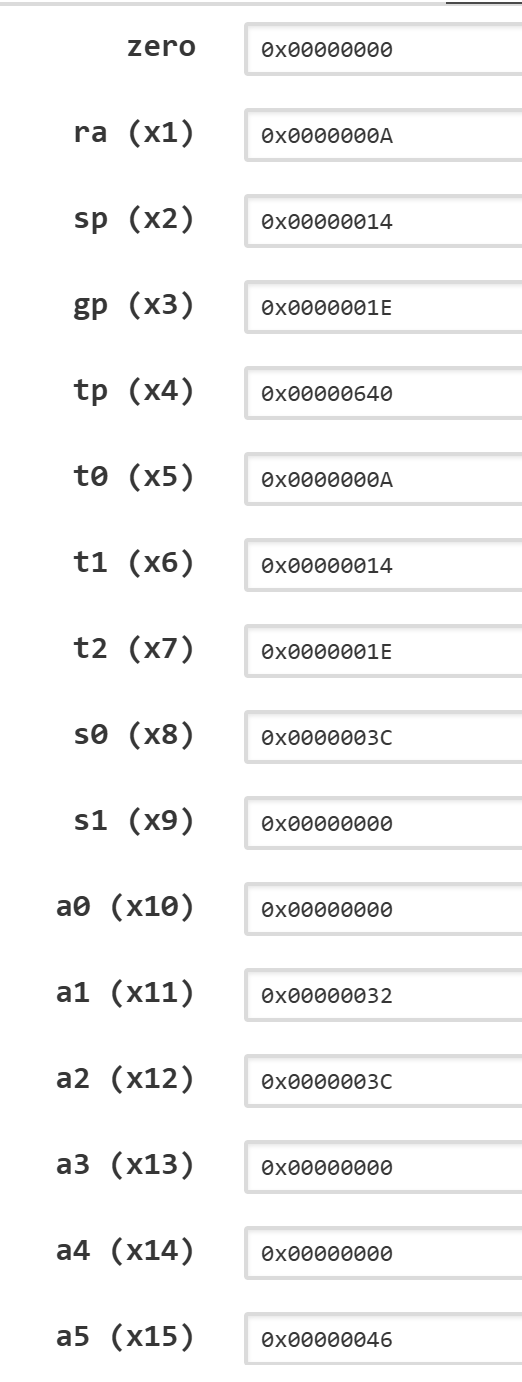 zero 0x00000000
ra (x1) 0x0000000A
sp (x2) 0x00000014
gp (x3) 0x0000001E
tp (x4) 0x00000640
t0 (x5) 0x0000000A
t1 (x6) 0x00000014
t2 (x7) 0x0000001E
s0 (x8) 0x0000003C
s1 (x9) 0x00000000
a0 (x10) 0x00000000
a1 (x11) 0x00000032
a2 (x12) 0x0000003C
a3 (x13) 0x00000000
a4 (x14) 0x00000000
a5 (x15) 0x00000046